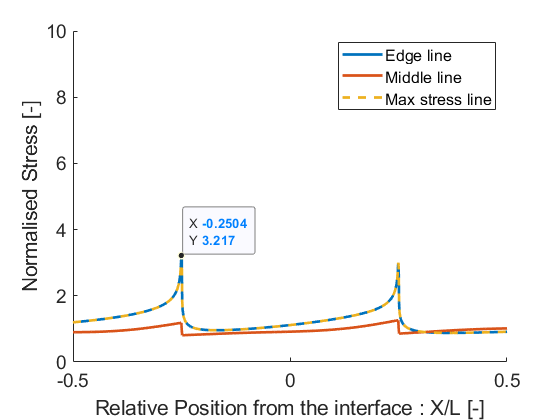 10
8
6
4
2
0
-0.5
0
0.5
Normalised Stress [-]
Relative Position from the interface : X/L [-]
Edge line
Middle line
Max stress line
X -0.2504
Y 3.217